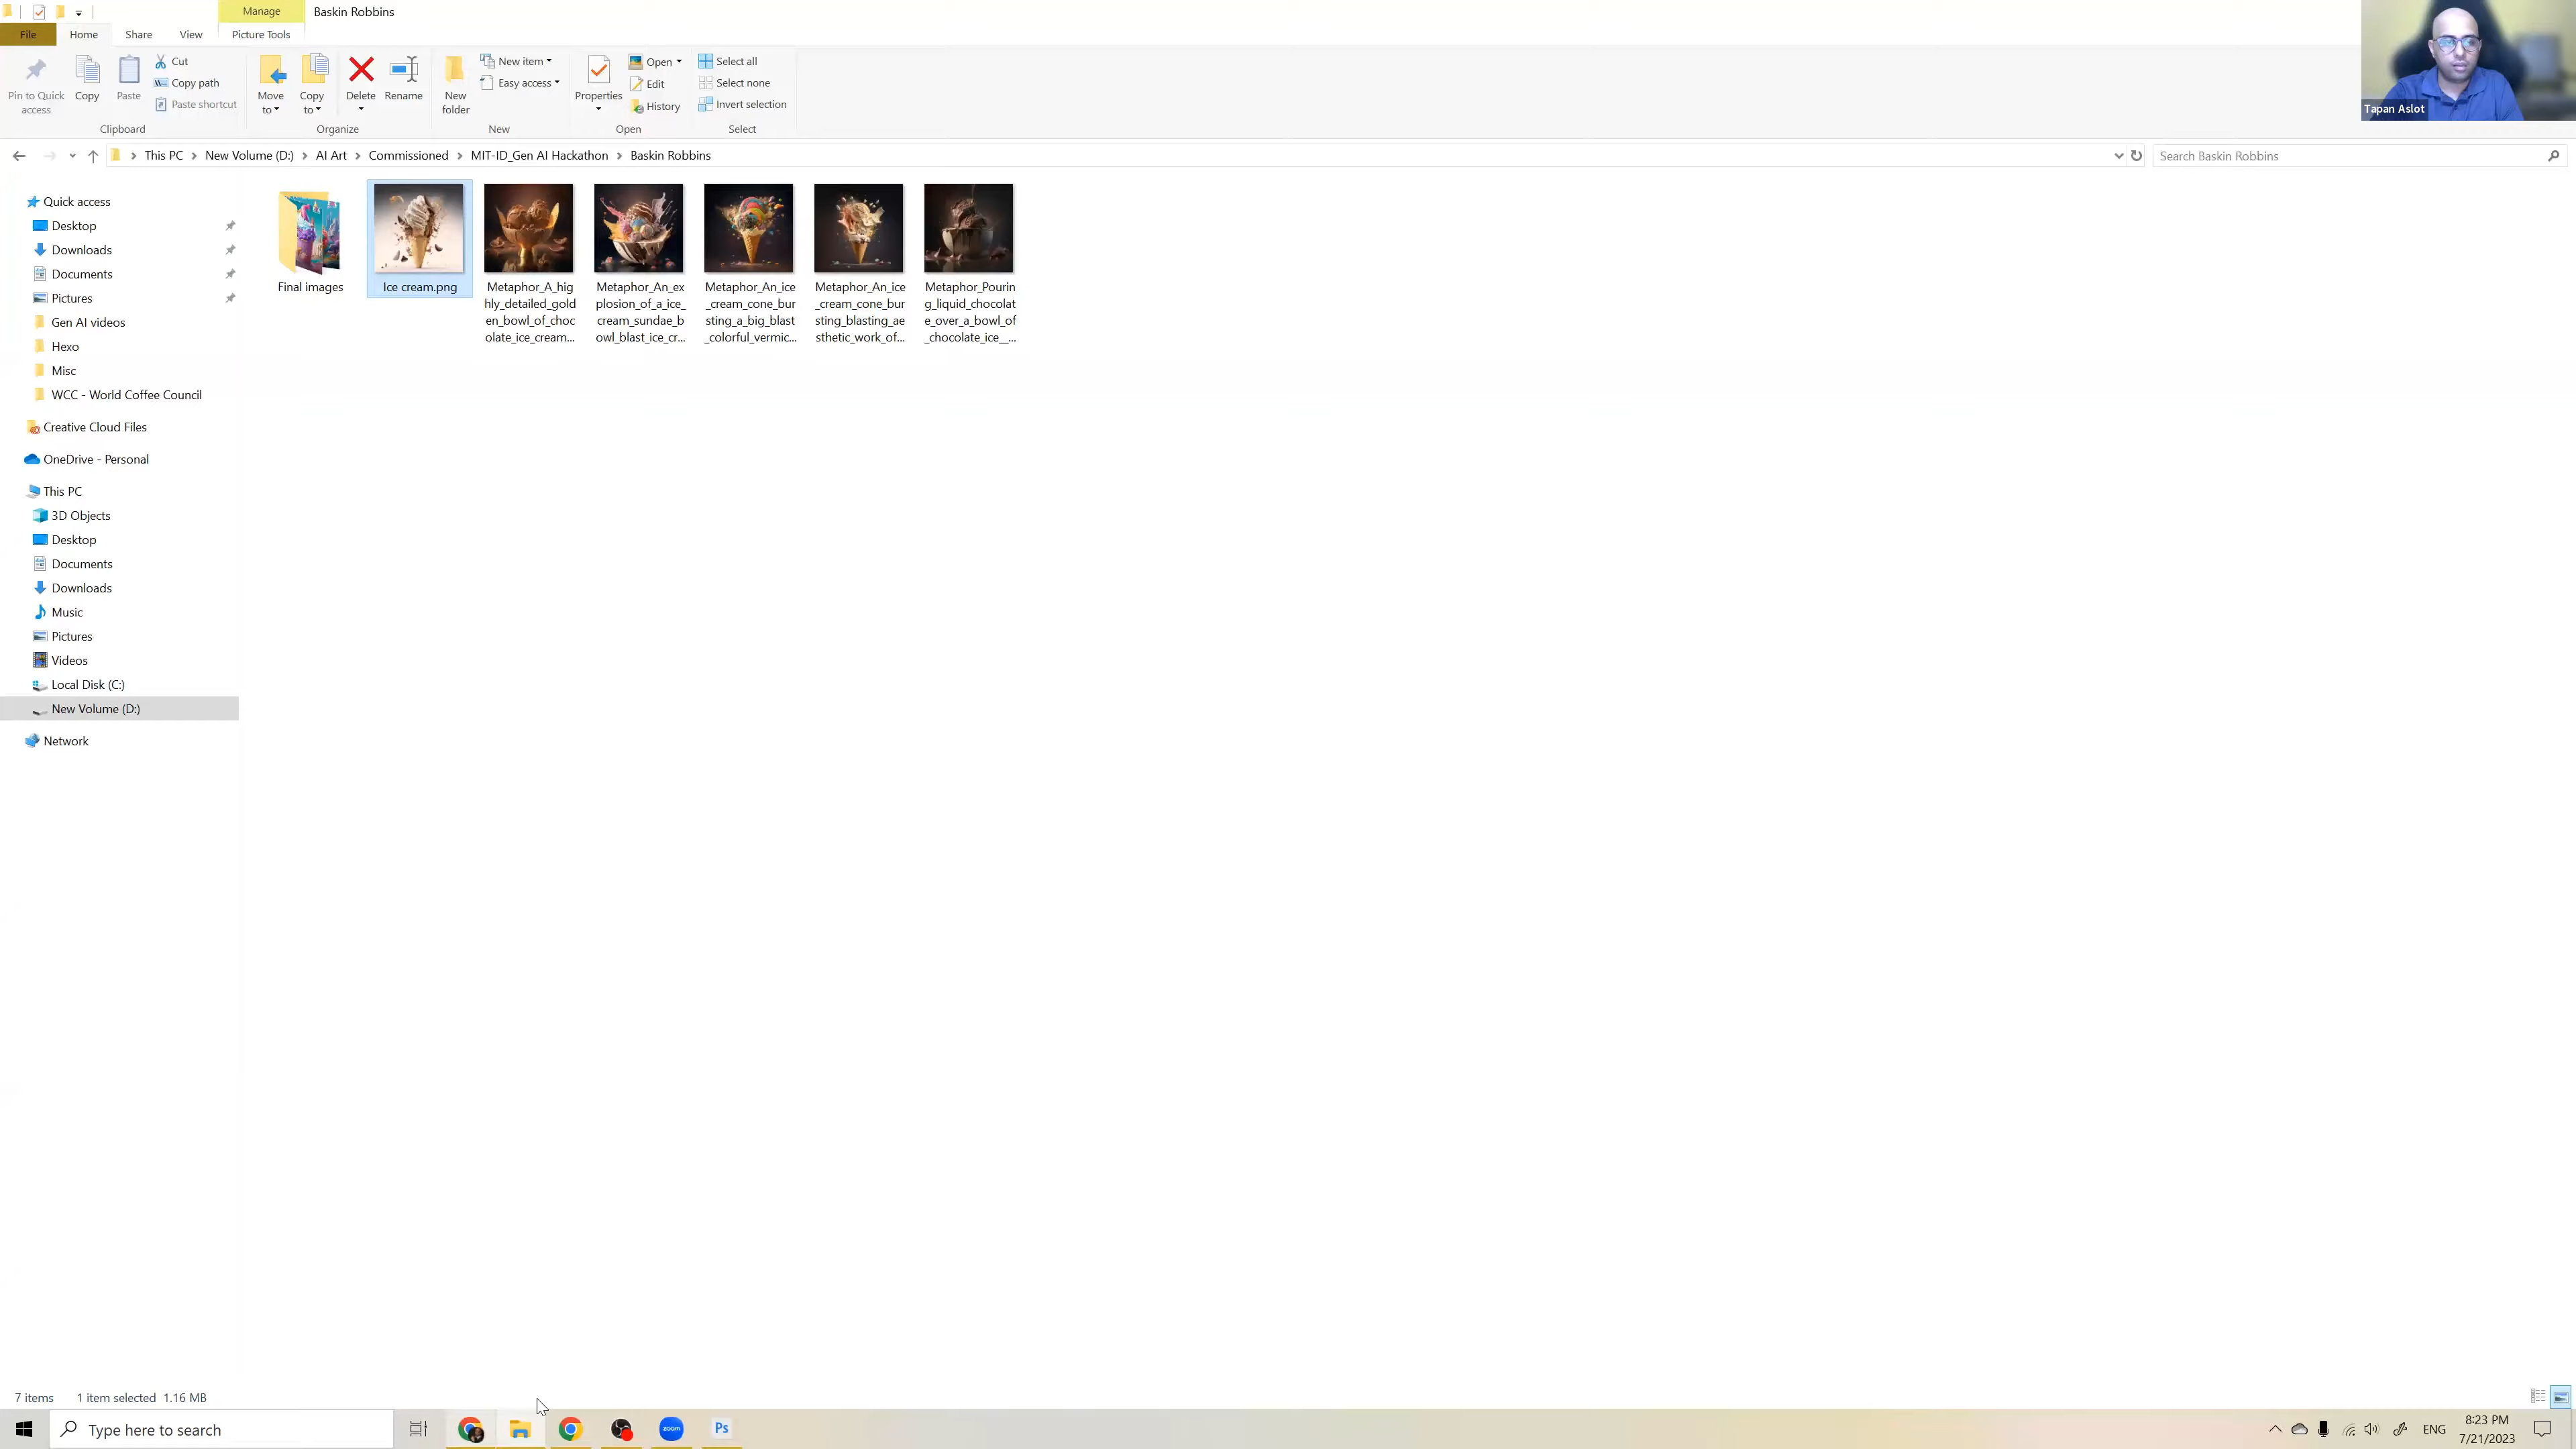 Manage
Baskin Robbins
File
Home
Share
View
Picture Tools
Pin to Quick
access
Copy
Paste
Cut
Copy path
Paste shortcut
Move
to
Copy
to
Delete
Rename
New
folder
New item
Easy access
Properties
Open
Edit
History
Select all
Select none
Invert selection
Clipboard
Organize
New
Open
Select
Tapan Aslot
This PC
New Volume (D:)
AI Art
Commissioned
MIT-ID_Gen AI Hackathon
Baskin Robbins
Search Baskin Robbins
Quick access
Desktop
Downloads
Documents
Pictures
Gen AI videos
Hexo
Misc
WCC - World Coffee Council
Creative Cloud Files
OneDrive - Personal
This PC
3D Objects
Desktop
Documents
Downloads
Music
Pictures
Videos
Local Disk (C:)
New Volume (D:)
Network
Final images
Ice cream.png
Metaphor_A_hig
hly_detailed_gold
en_bowl_of_choc
olate_ice_cream...
Metaphor_An_ex
plosion_of_a_ice_
cream_sundae_b
owl_blast_ice_cr...
Metaphor_An_ice
_cream_cone_bur
sting_a_big_blast
_colorful_vermic...
Metaphor_An_ice
_cream_cone_bur
sting_blasting_ae
sthetic_work_of...
Metaphor_Pourin
g_liquid_chocolat
e_over_a_bowl_of
_chocolate_ice__...
7 items
1 item selected 1.16 MB
Type here to search
zoom
Ps
ENG
8:23 PM
7/21/2023